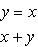 y = x
x + y